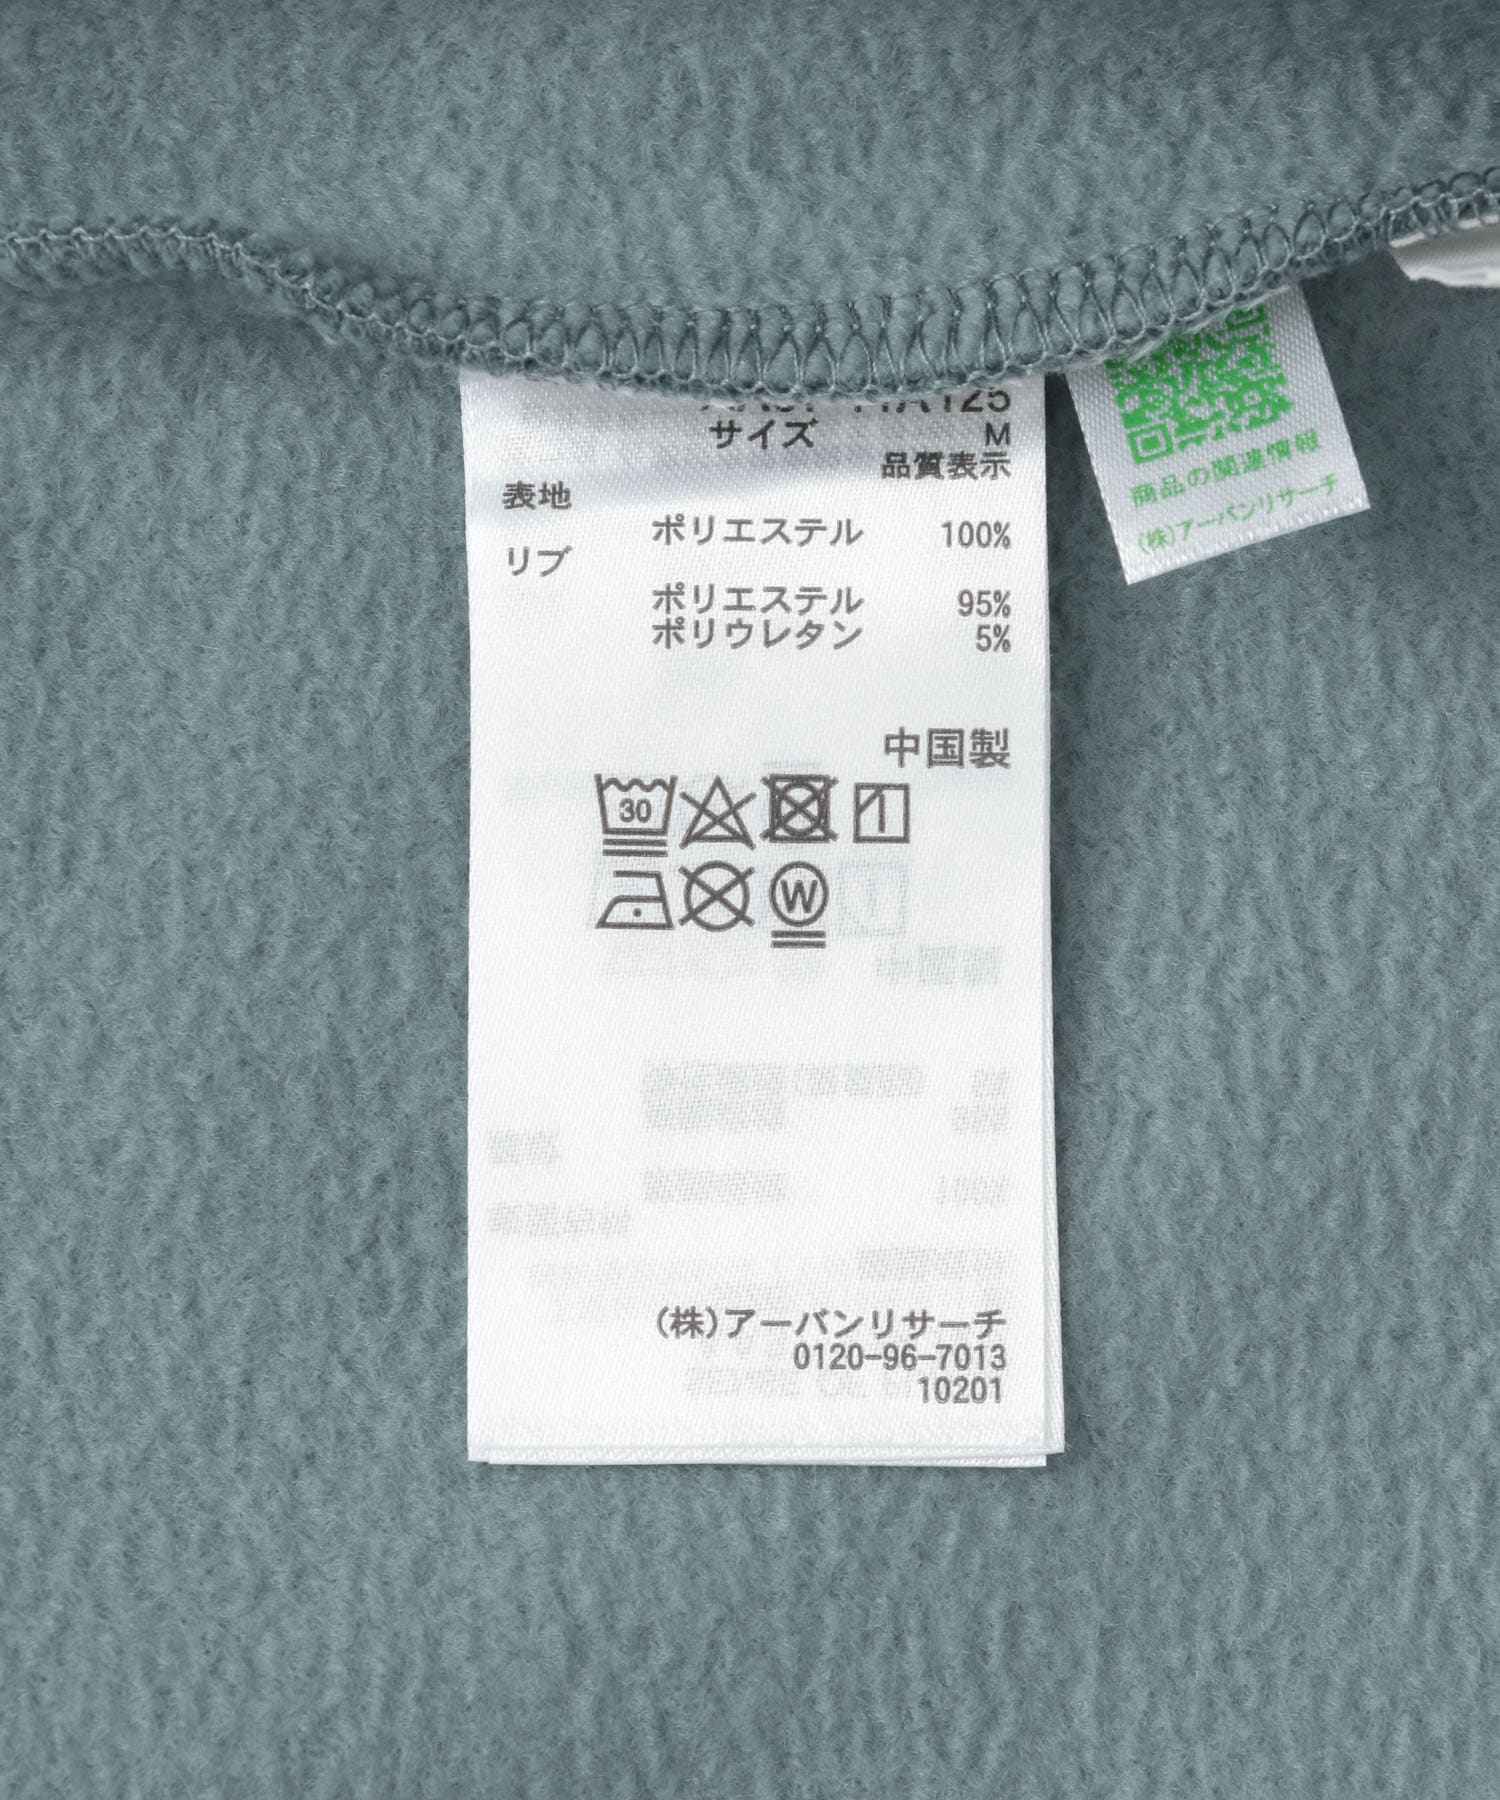 サイズ M
品質表示
表地
ポリエステル 100%
リブ
ポリエステル 95%
ポリウレタン 5%
中国製
30
W
(株)アーバンリサーチ
0120-96-7013
10201
商品の関連情報
(株)アーバンリサーチ